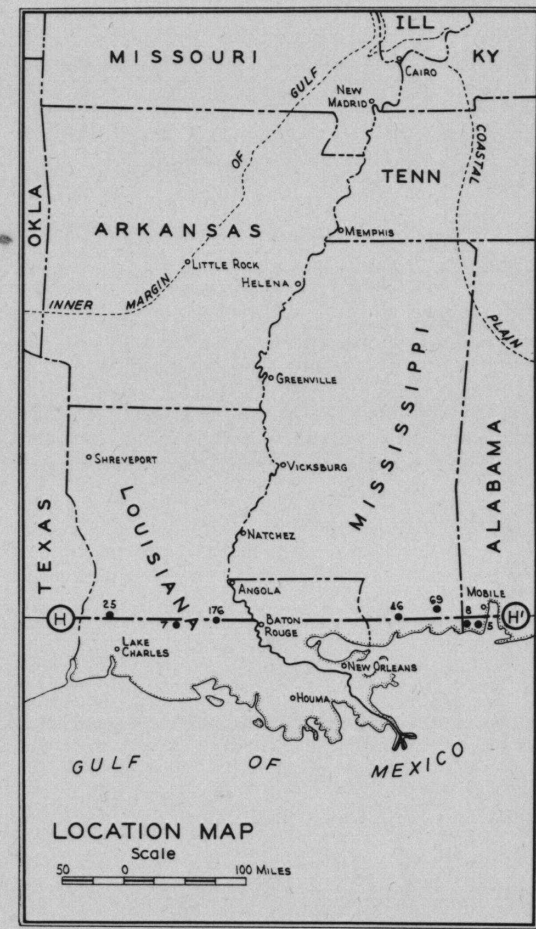 ILL
MISSOURI
KY
CAIRO
GULF
NEW
MADRID
OF
COASTAL
TENN
OKLA
ARKANSAS
MEMPHIS
LITTLE ROCK
HELENA
INNER
MARGIN
PLAIN
MISSISSIPPI
GREENVILLE
ALABAMA
SHREVEPORT
VICKSBURG
LOUISIANA
TEXAS
NATCHEZ
ANGOLA
MOBILE
H
25
7
176
46
69
8
5
H'
BATON
ROUGE
LAKE
CHARLES
NEW ORLEANS
HOUMA
GULF OF MEXICO
LOCATION MAP
Scale
50 0 100 MILES